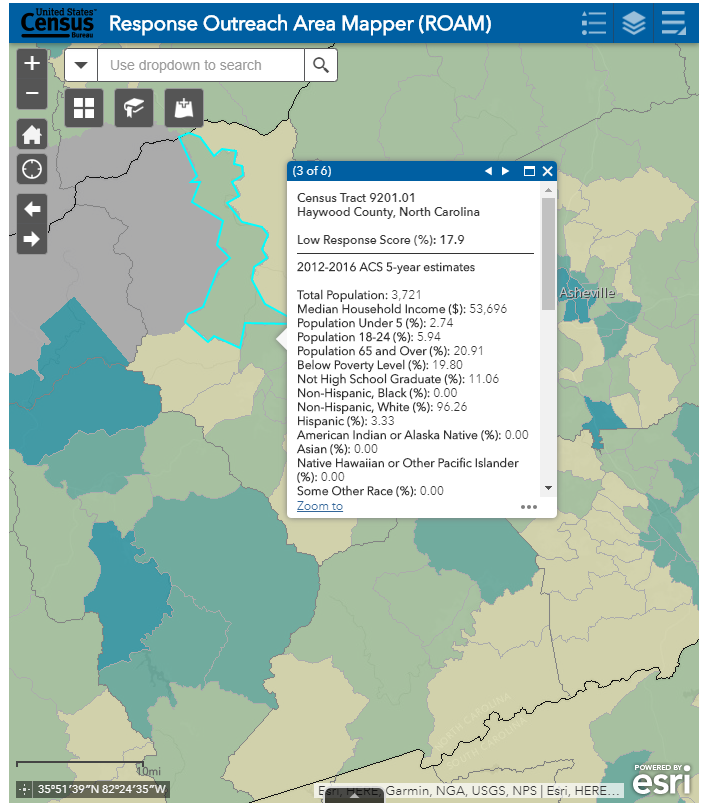 United States®
Census
Bureau
Response Outreach Area Mapper (ROAM)
+
Use dropdown to search
−
(3 of 6)
Census Tract 9201.01
Haywood County, North Carolina
Low Response Score (%): 17.9
2012-2016 ACS 5-year estimates
Total Population: 3,721
Median Household Income ($): 53,696
Population Under 5 (%): 2.74
Population 18-24 (%): 5.94
Population 65 and Over (%): 20.91
Below Poverty Level (%): 19.80
Not High School Graduate (%): 11.06
Non-Hispanic, Black (%): 0.00
Non-Hispanic, White (%): 96.26
Hispanic (%): 3.33
American Indian or Alaska Native (%): 0.00
Asian (%): 0.00
Native Hawaiian or Other Pacific Islander
(%): 0.00
Some Other Race (%): 0.00
Zoom to
Asheville
NORTH CAROLINA
SOUTH CAROLINA
10mi
35°51'39"N 82°24'35"W
Esri, HERE, Garmin, NGA, USGS, NPS | Esri, HERE...
POWERED BY
esri